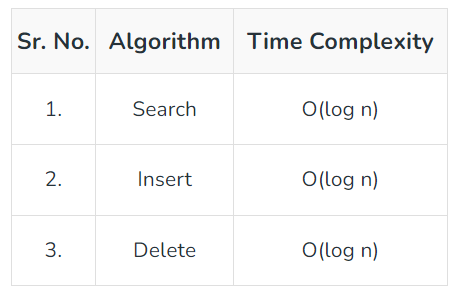 Sr. No. Algorithm Time Complexity
1. Search O(log n)
2. Insert O(log n)
3. Delete O(log n)